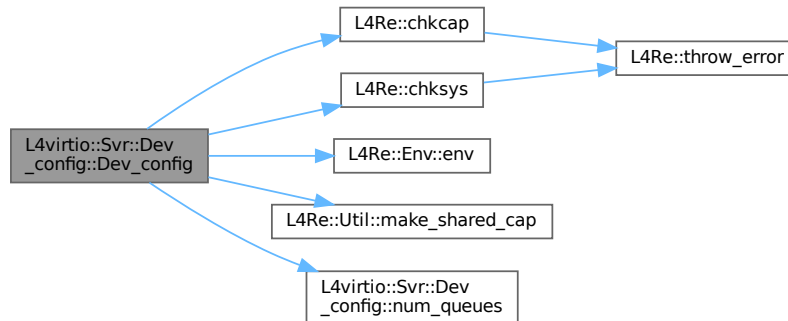 L4virtio::Svr::Dev
_config::Dev_config
L4Re::chkcap
L4Re::throw_error
L4Re::chksys
L4Re::Env::env
L4Re::Util::make_shared_cap
L4virtio::Svr::Dev
_config::num_queues